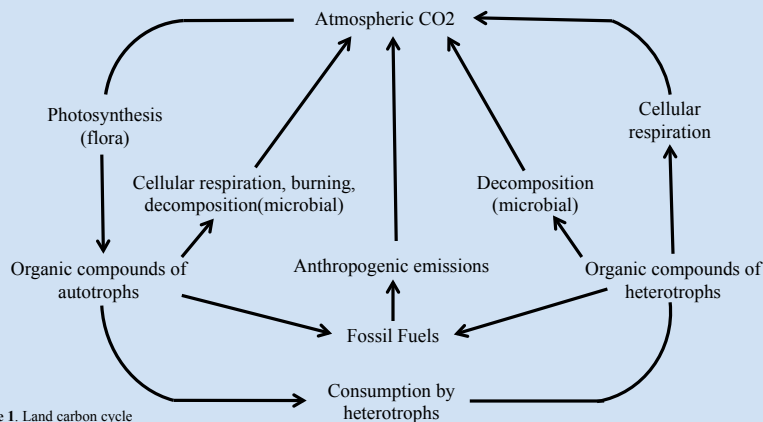 Atmospheric CO2
Photosynthesis
(flora)
Cellular
respiration
Cellular respiration, burning,
decomposition(microbial)
Decomposition
(microbial)
Organic compounds of
autotrophs
Anthropogenic emissions
Organic compounds of
heterotrophs
Fossil Fuels
Consumption by
heterotrophs
e 1. Land carbon cycle